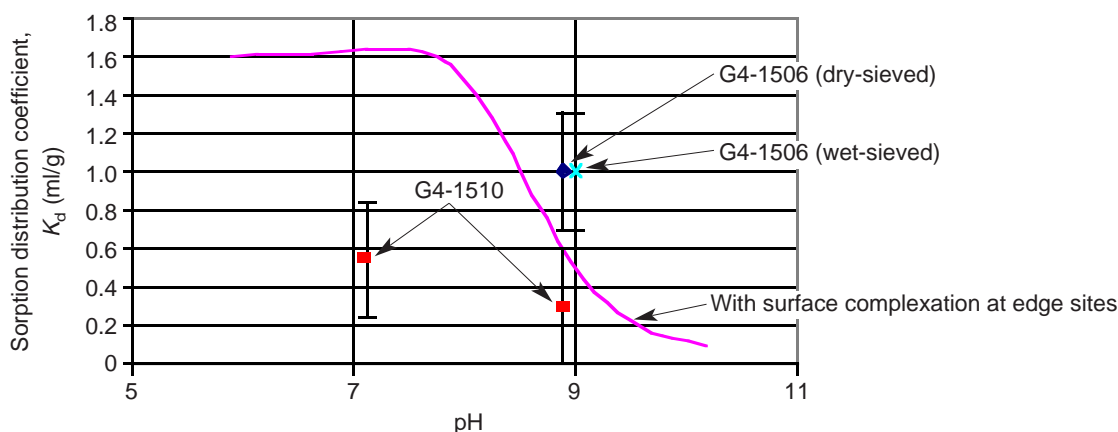 Sorption distribution coefficient,
K_d (ml/g)
1.8
1.6
1.4
1.2
1.0
0.8
0.6
0.4
0.2
0
G4-1506 (dry-sieved)
G4-1506 (wet-sieved)
G4-1510
With surface complexation at edge sites
5 7 9 11
pH